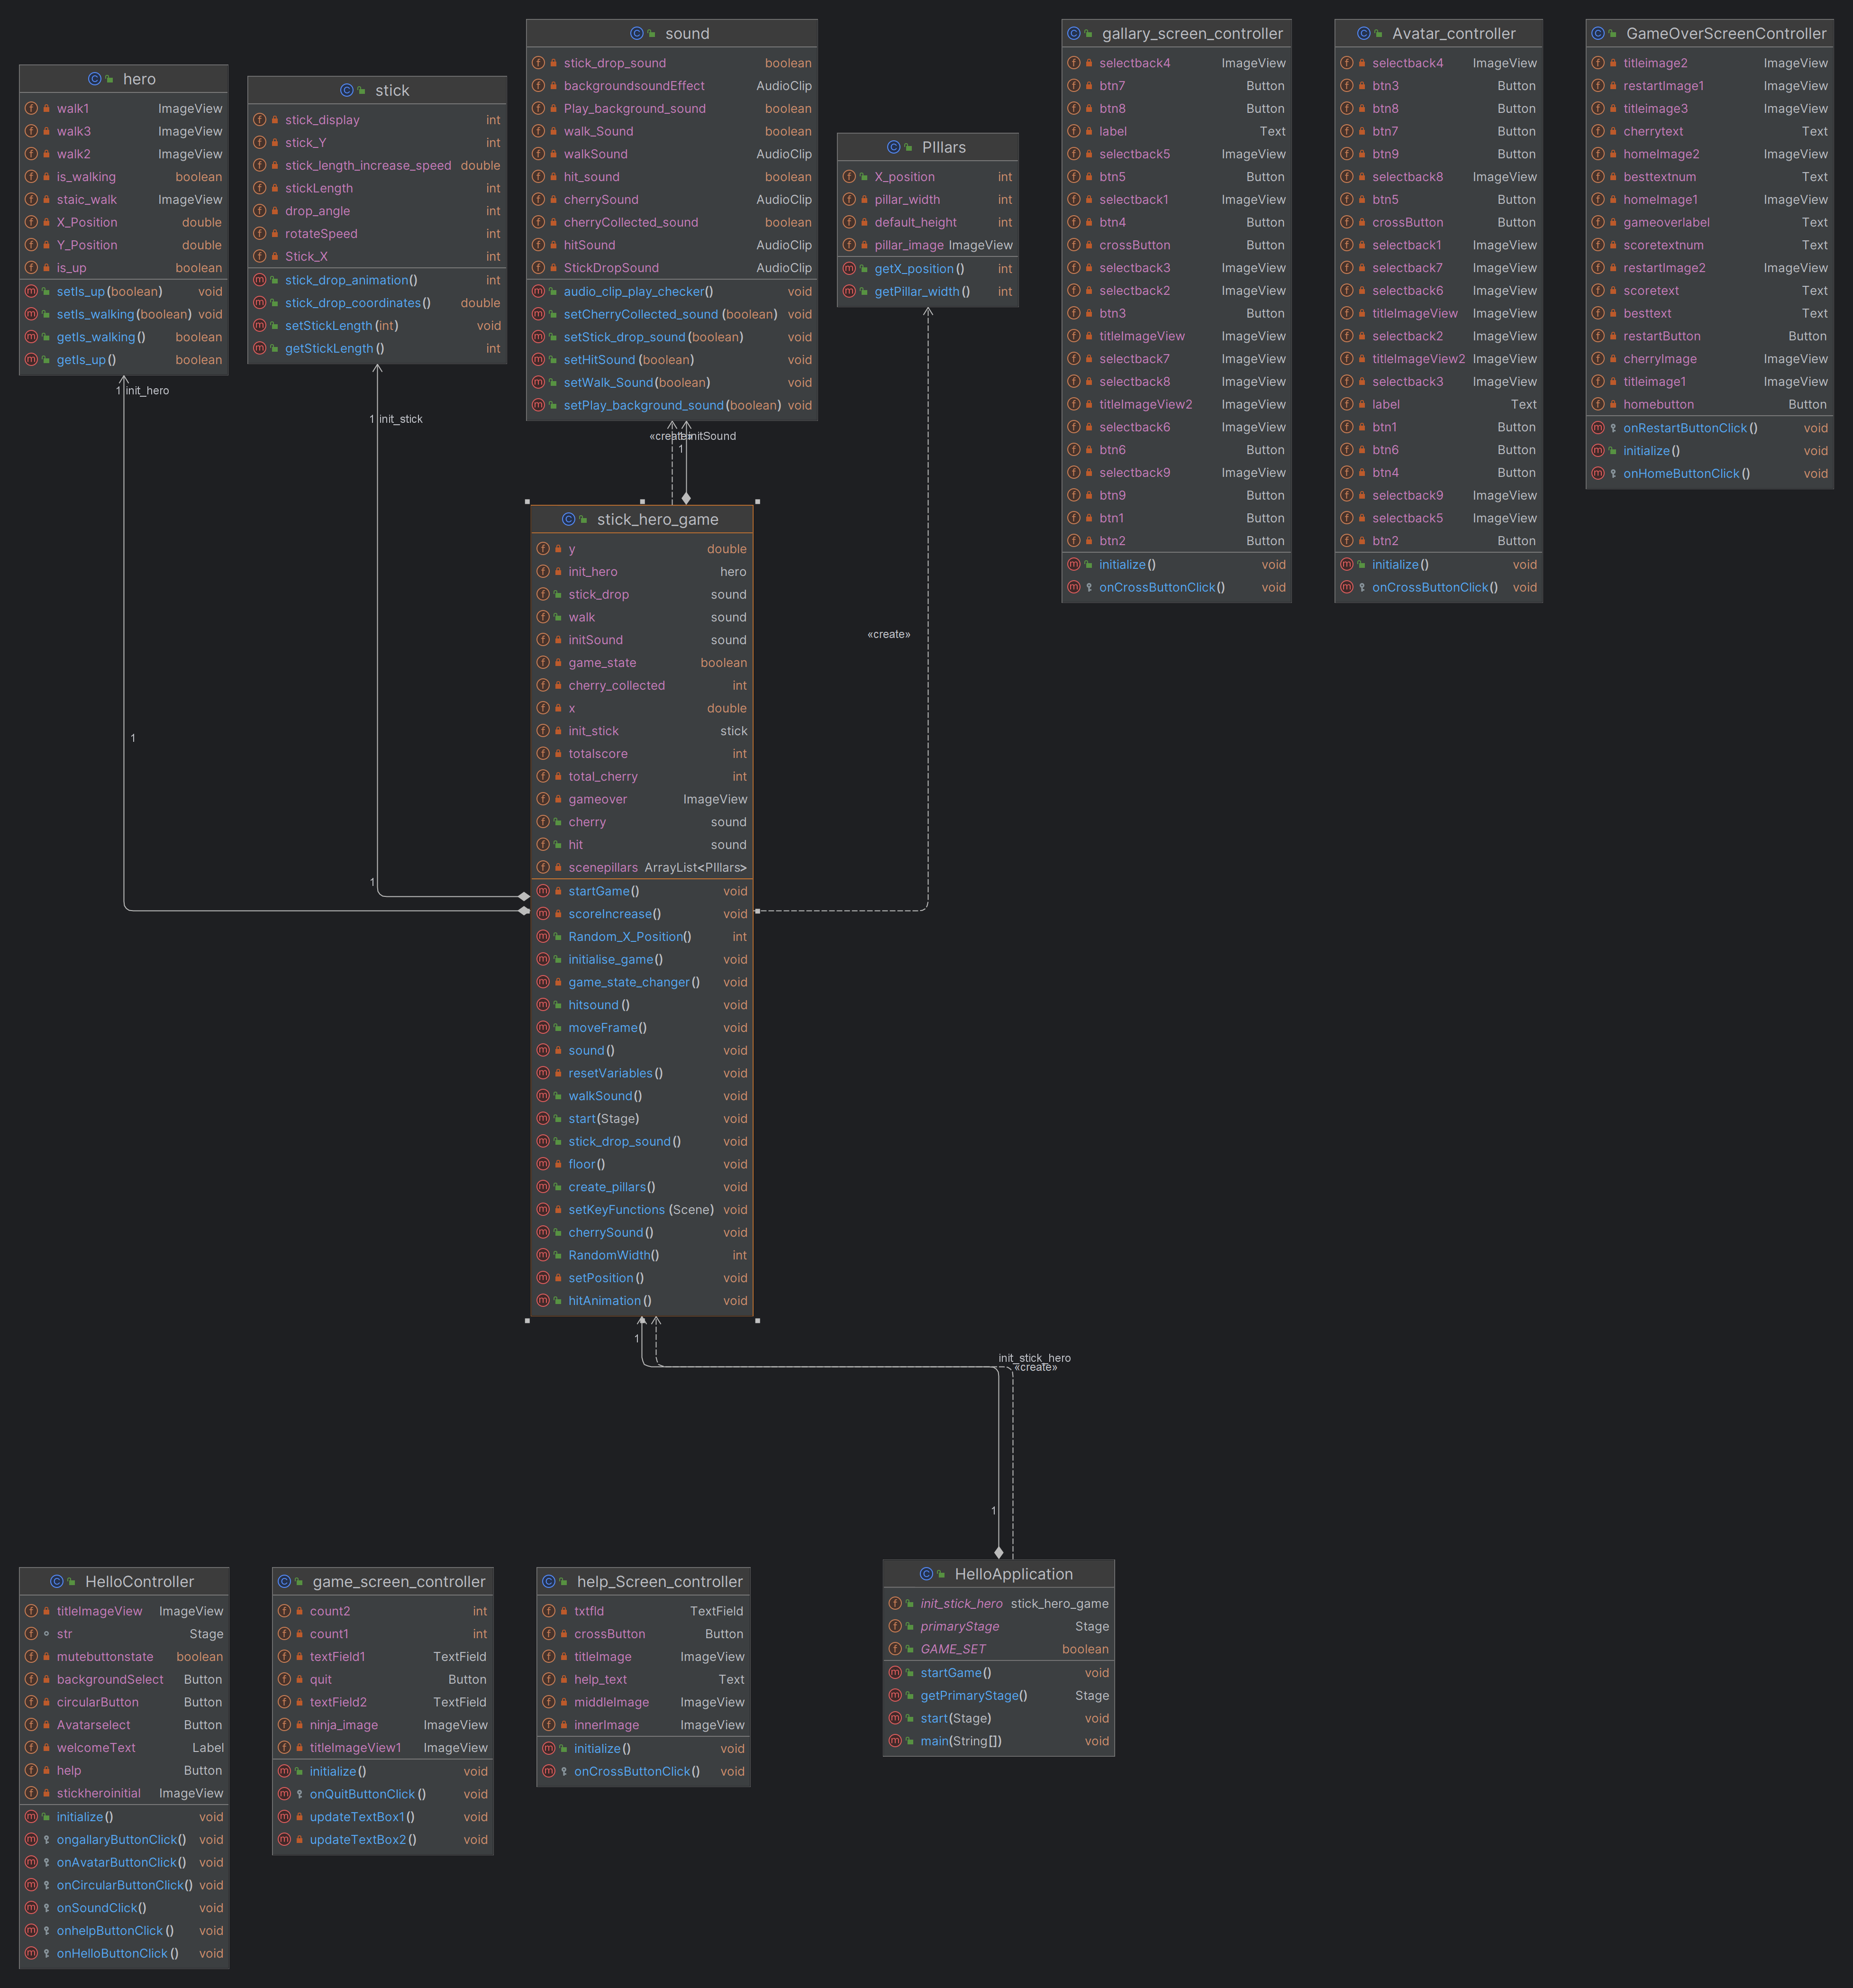 hero
walk1 ImageView
walk3 ImageView
walk2 ImageView
is_walking boolean
staic_walk ImageView
X_Position double
Y_Position double
is_up boolean
setIs_up(boolean) void
setIs_walking(boolean) void
getIs_walking() boolean
getIs_up() boolean
stick
stick_display int
stick_Y int
stick_length_increase_speed double
stickLength int
drop_angle int
rotateSpeed int
Stick_X int
stick_drop_animation() int
stick_drop_coordinates() double
setStickLength(int) void
getStickLength() int
sound
stick_drop_sound boolean
backgroundsoundEffect AudioClip
Play_background_sound boolean
walk_Sound boolean
walkSound AudioClip
hit_sound boolean
cherrySound AudioClip
cherryCollected_sound boolean
hitSound AudioClip
StickDropSound AudioClip
audio_clip_play_checker() void
setCherryCollected_sound(boolean) void
setStick_drop_sound(boolean) void
setHitSound(boolean) void
setWalk_Sound(boolean) void
setPlay_background_sound(boolean) void
PIllars
X_position int
pillar_width int
default_height int
pillar_image ImageView
getX_position() int
getPillar_width() int
gallary_screen_controller
selectback4 ImageView
btn7 Button
btn8 Button
label Text
selectback5 ImageView
btn5 Button
selectback1 ImageView
btn4 Button
crossButton Button
selectback3 ImageView
selectback2 ImageView
btn3 Button
titleImageView ImageView
selectback7 ImageView
selectback8 ImageView
titleImageView2 ImageView
selectback6 ImageView
btn6 Button
selectback9 ImageView
btn9 Button
btn1 Button
btn2 Button
initialize() void
onCrossButtonClick() void
Avatar_controller
selectback4 ImageView
btn3 Button
btn8 Button
btn7 Button
btn9 Button
selectback8 ImageView
btn5 Button
crossButton Button
selectback1 ImageView
selectback7 ImageView
selectback6 ImageView
titleImageView ImageView
selectback2 ImageView
titleImageView2 ImageView
selectback3 ImageView
label Text
btn1 Button
btn6 Button
btn4 Button
selectback9 ImageView
selectback5 ImageView
btn2 Button
initialize() void
onCrossButtonClick() void
GameOverScreenController
titleimage2 ImageView
restartImage1 ImageView
titleimage3 ImageView
cherrytext Text
homeImage2 ImageView
besttextnum Text
homeImage1 ImageView
gameoverlabel Text
scoretextnum Text
restartImage2 ImageView
scoretext Text
besttext Text
restartButton Button
cherryImage ImageView
titleimage1 ImageView
homebutton Button
onRestartButtonClick() void
initialize() void
onHomeButtonClick() void
1 init_hero
1 init_stick
«create»
initSound
1
«create»
1
1
stick_hero_game
y double
init_hero hero
stick_drop sound
walk sound
initSound sound
game_state boolean
cherry_collected int
x double
init_stick stick
totalscore int
total_cherry int
gameover ImageView
cherry sound
hit sound
scenepillars ArrayList<PIllars>
startGame() void
scoreIncrease() void
Random_X_Position() int
initialise_game() void
game_state_changer() void
hitsound() void
moveFrame() void
sound() void
resetVariables() void
walkSound() void
start(Stage) void
stick_drop_sound() void
floor() void
create_pillars() void
setKeyFunctions(Scene) void
cherrySound() void
RandomWidth() int
setPosition() void
hitAnimation() void
1
init_stick_hero
«create»
1
HelloController
titleImageView ImageView
str Stage
mutebuttonstate boolean
backgroundSelect Button
circularButton Button
Avatarselect Button
welcomeText Label
help Button
stickheroinitial ImageView
initialize() void
ongallaryButtonClick() void
onAvatarButtonClick() void
onCircularButtonClick() void
onSoundClick() void
onhelpButtonClick() void
onHelloButtonClick() void
game_screen_controller
count2 int
count1 int
textField1 TextField
quit Button
textField2 TextField
ninja_image ImageView
titleImageView1 ImageView
initialize() void
onQuitButtonClick() void
updateTextBox1() void
updateTextBox2() void
help_Screen_controller
txtfld TextField
crossButton Button
titleImage ImageView
help_text Text
middleImage ImageView
innerImage ImageView
initialize() void
onCrossButtonClick() void
HelloApplication
init_stick_hero stick_hero_game
primaryStage Stage
GAME_SET boolean
startGame() void
getPrimaryStage() Stage
start(Stage) void
main(String[]) void